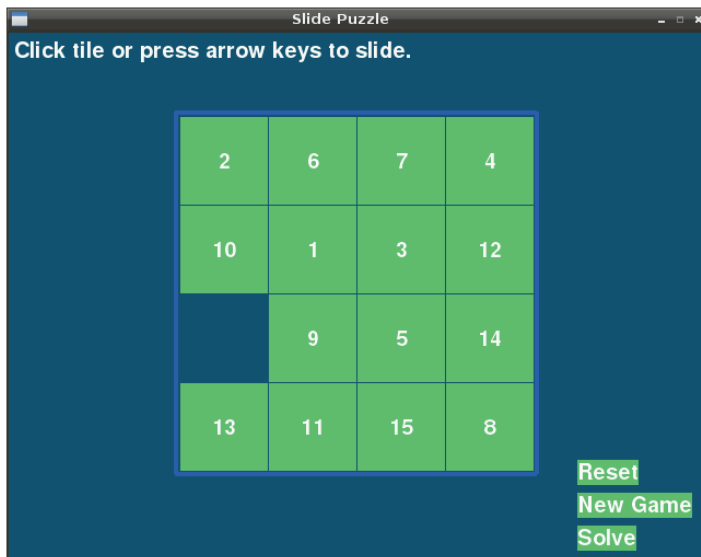 Slide Puzzle
Click tile or press arrow keys to slide.
2 6 7 4
10 1 3 12
9 5 14
13 11 15 8
Reset
New Game
Solve